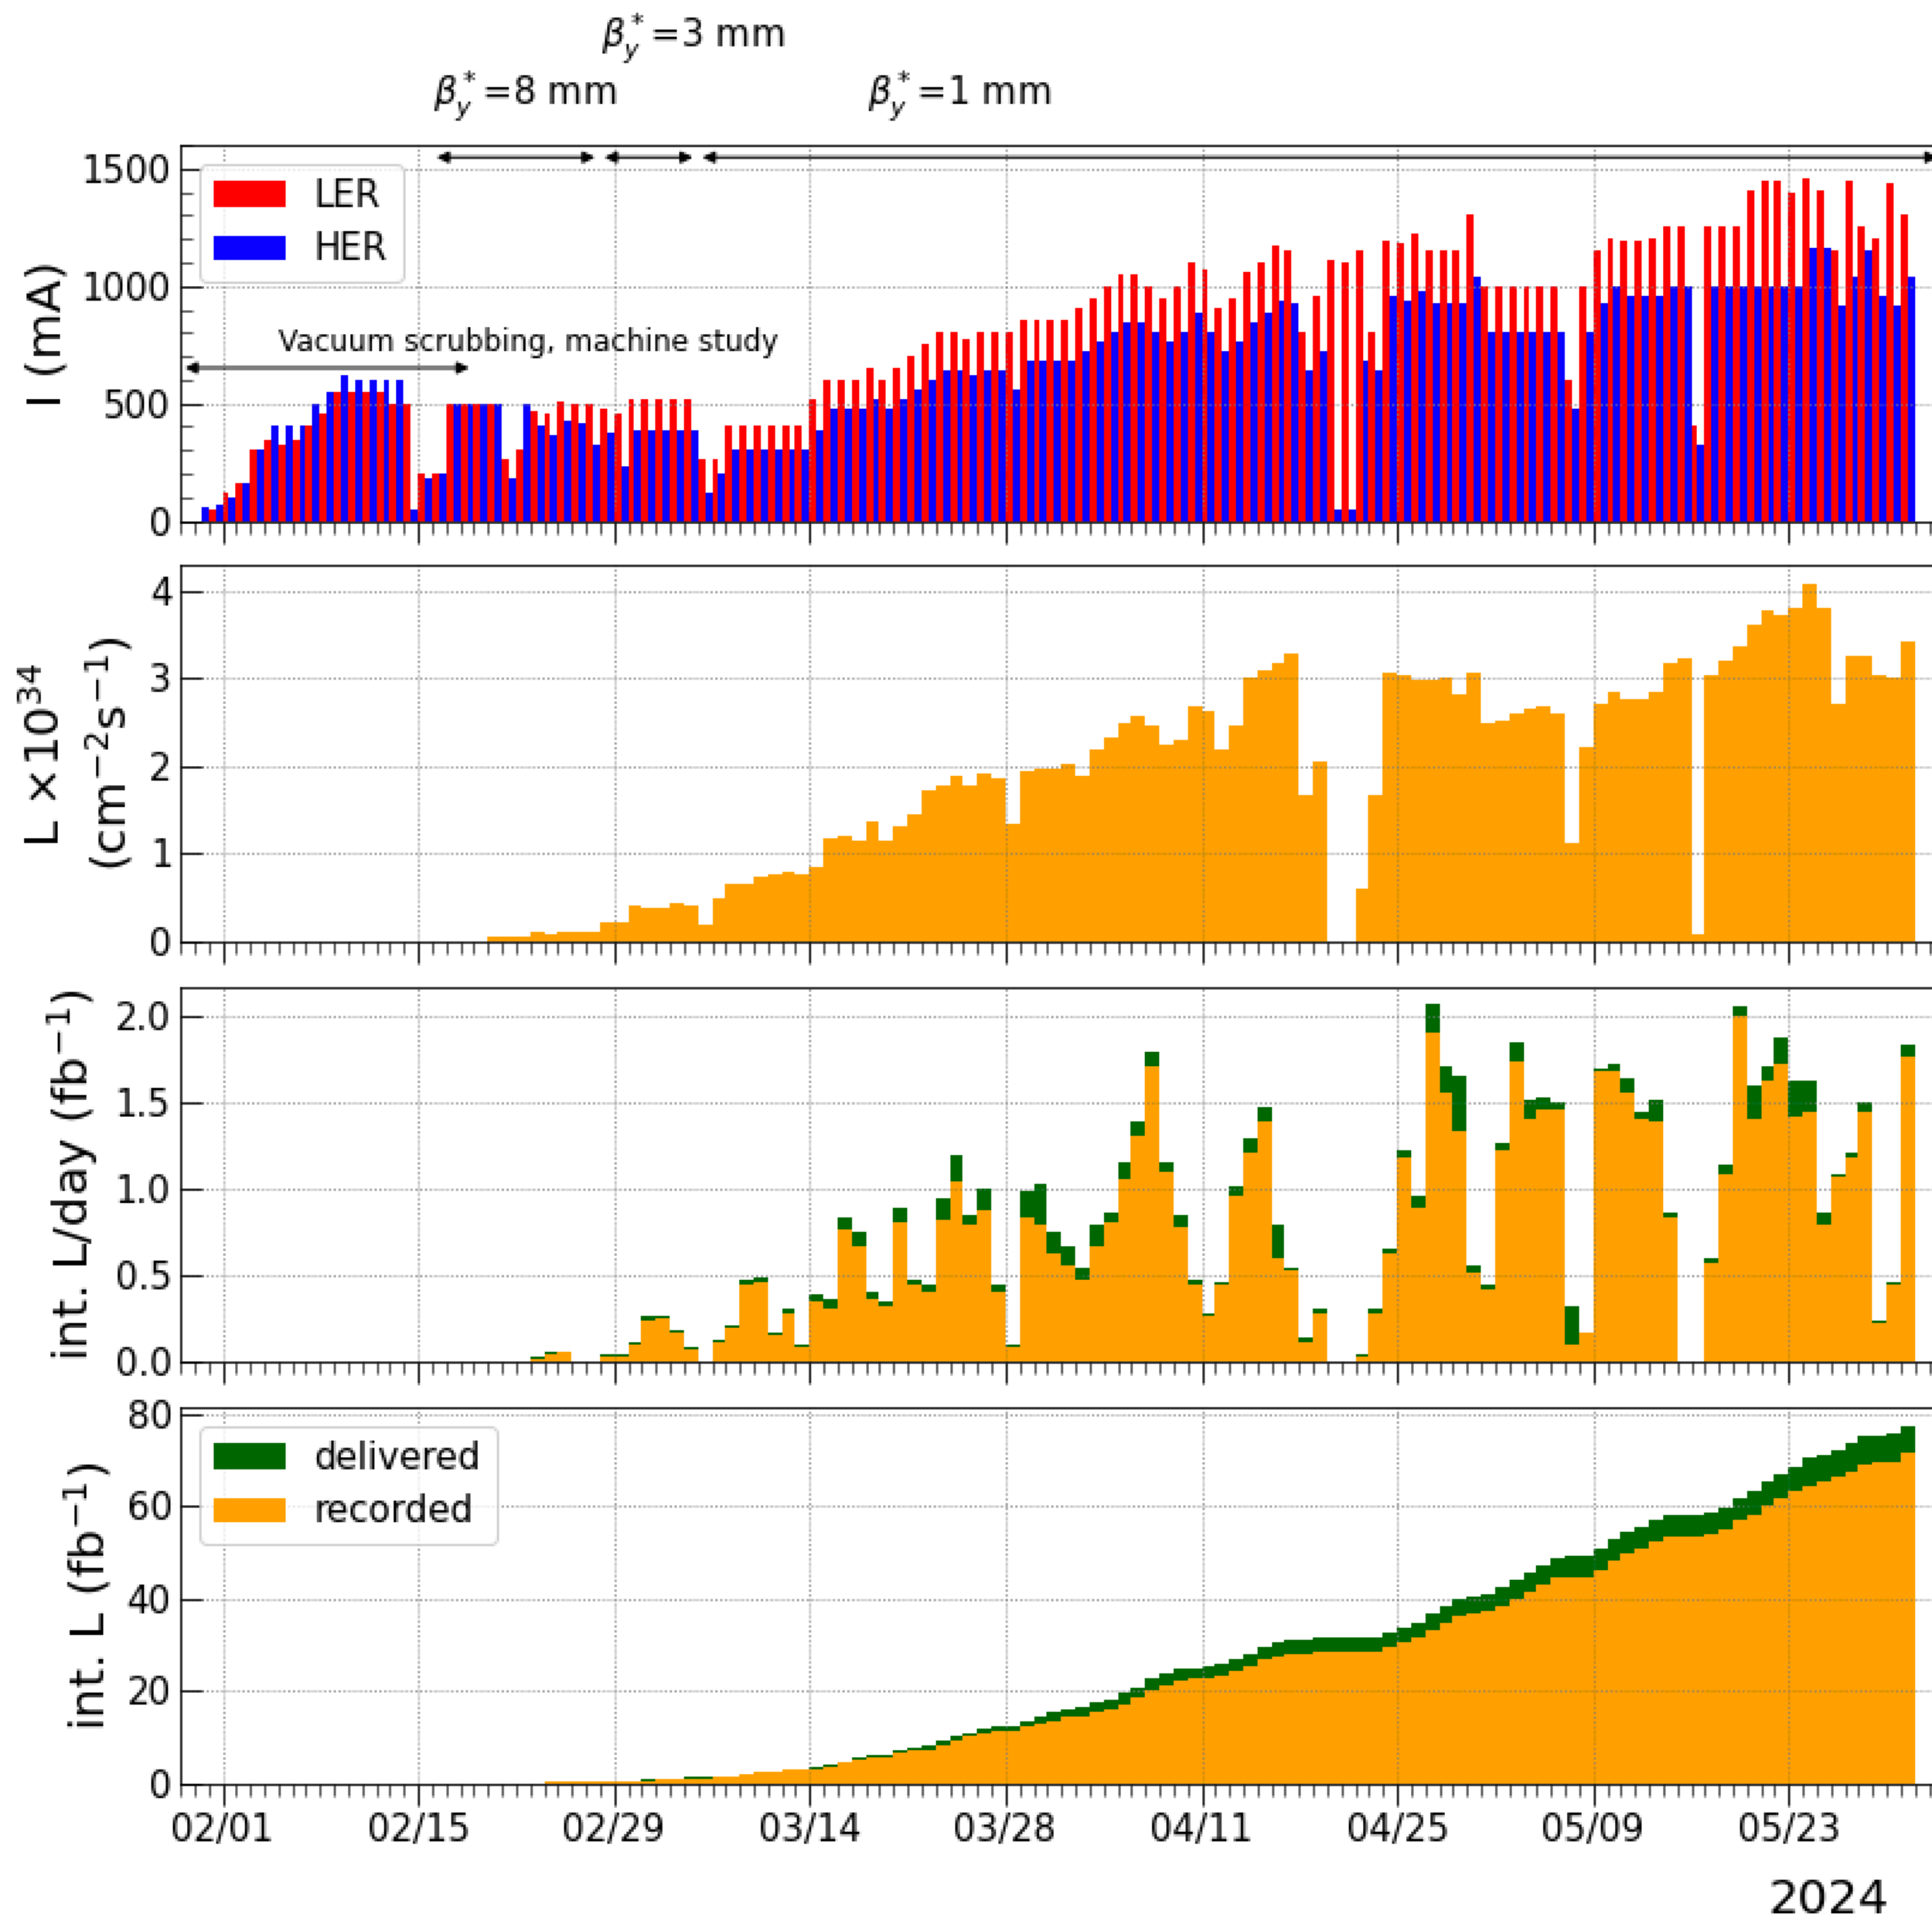 β*y=3 mm
β*y=8 mm
β*y=1 mm
1500
1000
500
0
I (mA)
LER
HER
Vacuum scrubbing, machine study
4
3
2
1
0
L ×10³⁴
(cm⁻²s⁻¹)
2.0
1.5
1.0
0.5
0.0
int. L/day (fb⁻¹)
80
60
40
20
0
int. L (fb⁻¹)
delivered
recorded
02/01 02/15 02/29 03/14 03/28 04/11 04/25 05/09 05/23
2024